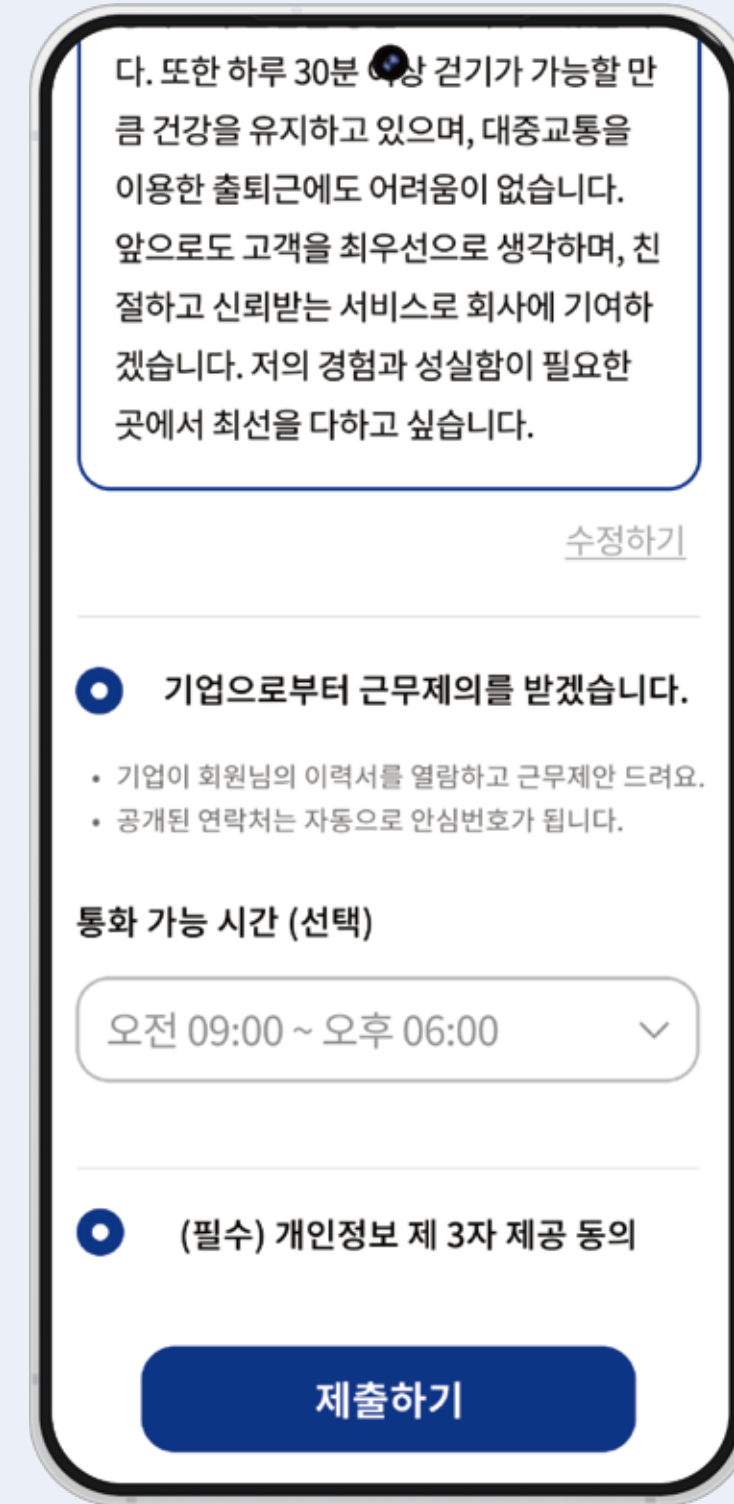 다. 또한 하루 30분 이상 걷기가 가능할 만
큼 건강을 유지하고 있으며, 대중교통을
이용한 출퇴근에도 어려움이 없습니다.
앞으로도 고객을 최우선으로 생각하며, 친
절하고 신뢰받는 서비스로 회사에 기여하
겠습니다. 저의 경험과 성실함이 필요한
곳에서 최선을 다하고 싶습니다.
수정하기
기업으로부터 근무제의를 받겠습니다.
• 기업이 회원님의 이력서를 열람하고 근무제안 드려요.
• 공개된 연락처는 자동으로 안심번호가 됩니다.
통화 가능 시간 (선택)
오전 09:00 ~ 오후 06:00
(필수) 개인정보 제 3자 제공 동의
제출하기